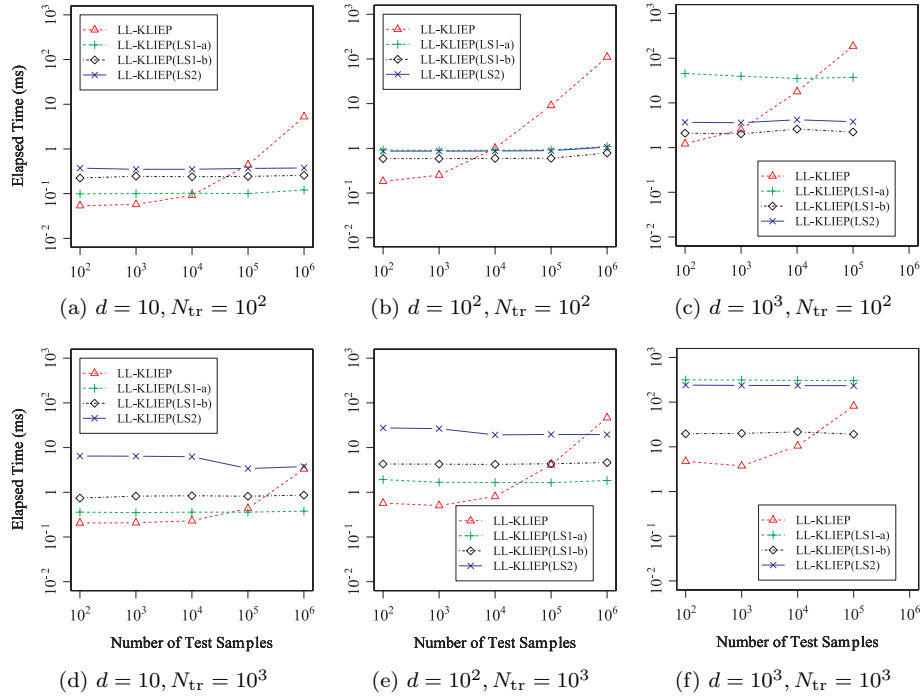 Elapsed Time (ms)
10³
10²
10
1
10⁻¹
10⁻²
LL-KLIEP
LL-KLIEP(LS1-a)
LL-KLIEP(LS1-b)
LL-KLIEP(LS2)
10² 10³ 10⁴ 10⁵ 10⁶
(a) d = 10, N_tr = 10²
10³
10²
10
1
10⁻¹
10⁻²
LL-KLIEP
LL-KLIEP(LS1-a)
LL-KLIEP(LS1-b)
LL-KLIEP(LS2)
10² 10³ 10⁴ 10⁵ 10⁶
(b) d = 10², N_tr = 10²
10³
10²
10
1
10⁻¹
10⁻²
LL-KLIEP
LL-KLIEP(LS1-a)
LL-KLIEP(LS1-b)
LL-KLIEP(LS2)
10² 10³ 10⁴ 10⁵ 10⁶
(c) d = 10³, N_tr = 10²
Elapsed Time (ms)
10³
10²
10
1
10⁻¹
10⁻²
LL-KLIEP
LL-KLIEP(LS1-a)
LL-KLIEP(LS1-b)
LL-KLIEP(LS2)
10² 10³ 10⁴ 10⁵ 10⁶
Number of Test Samples
(d) d = 10, N_tr = 10³
10³
10²
10
1
10⁻¹
10⁻²
LL-KLIEP
LL-KLIEP(LS1-a)
LL-KLIEP(LS1-b)
LL-KLIEP(LS2)
10² 10³ 10⁴ 10⁵ 10⁶
Number of Test Samples
(e) d = 10², N_tr = 10³
10³
10²
10
1
10⁻¹
10⁻²
LL-KLIEP
LL-KLIEP(LS1-a)
LL-KLIEP(LS1-b)
LL-KLIEP(LS2)
10² 10³ 10⁴ 10⁵ 10⁶
Number of Test Samples
(f) d = 10³, N_tr = 10³